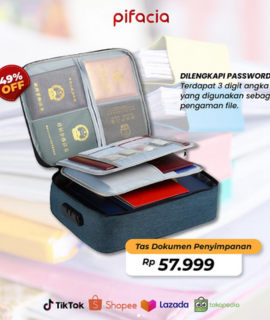 pifacia
49%
OFF
DILENGKAPI PASSWORD
Terdapat 3 digit angka
yang digunakan sebag
pengaman file.
Tas Dokumen Penyimpanan
Rp 57.999
TikTok
Shopee
Lazada
tokopedia